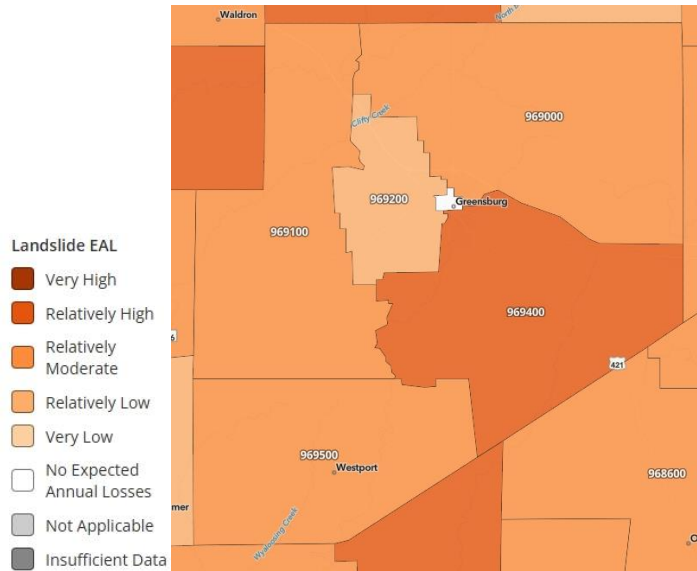 Landslide EAL
Very High
Relatively High
Relatively
Moderate
Relatively Low
Very Low
No Expected
Annual Losses
Not Applicable
Insufficient Data
Waldron
North
Clifty Creek
969000
969200
Greensburg
969100
969400
421
969500
Westport
968600
Wyaloosing Creek
mer
6
O